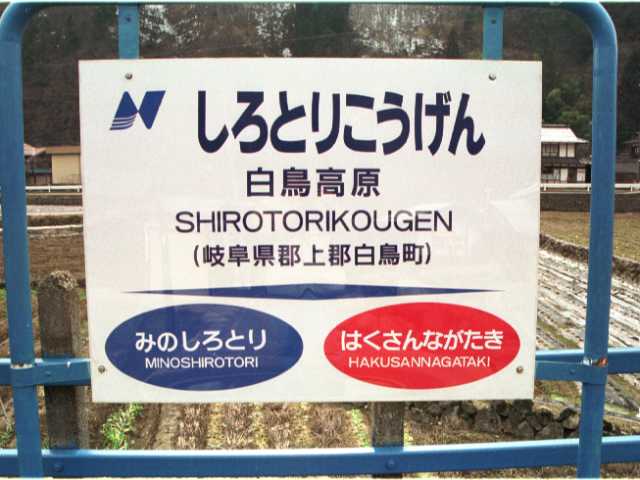 しろとりこうげん
白鳥高原
SHIROTORIKOUGEN
(岐阜県郡上郡白鳥町)
みのしろとり
MINOSHIROTORI
はくさんながたき
HAKUSANNAGATAKI